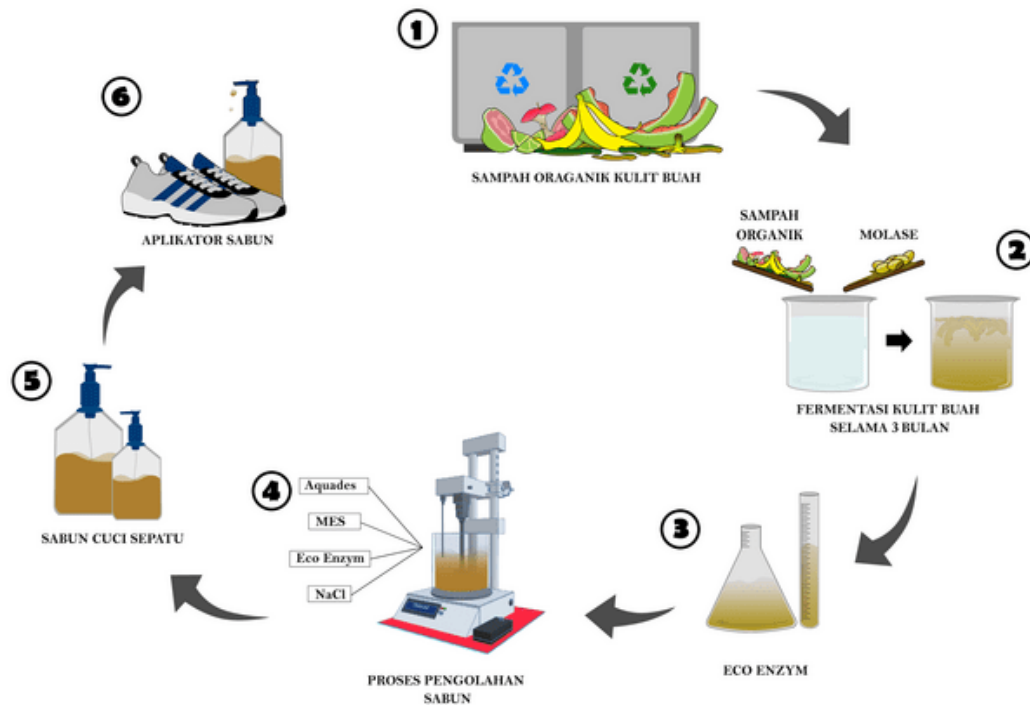 1
SAMPAH ORAGANIK KULIT BUAH
2
SAMPAH
ORGANIK
MOLASE
FERMENTASI KULIT BUAH
SELAMA 3 BULAN
3
ECO ENZYM
4
Aquades
MES
Eco Enzym
NaCl
PROSES PENGOLAHAN
SABUN
5
SABUN CUCI SEPATU
6
APLIKATOR SABUN